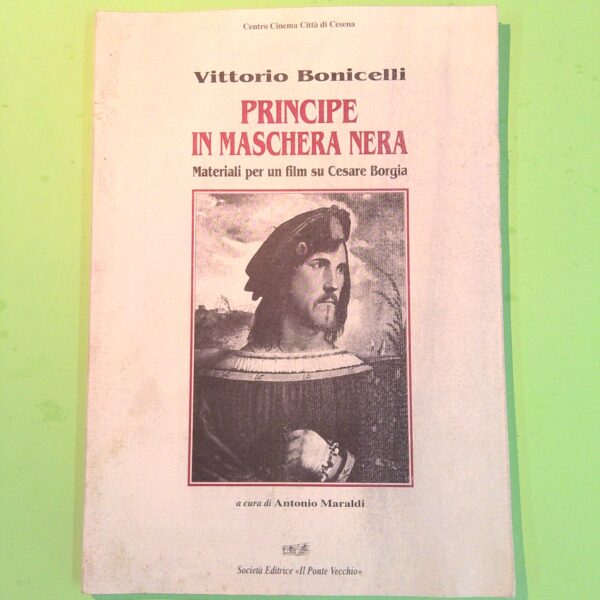 Centro Cinema Città di Cesena
Vittorio Bonicelli
PRINCIPE
IN MASCHERA NERA
Materiali per un film su Cesare Borgia
a cura di Antonio Maraldi
Società Editrice «Il Ponte Vecchio»